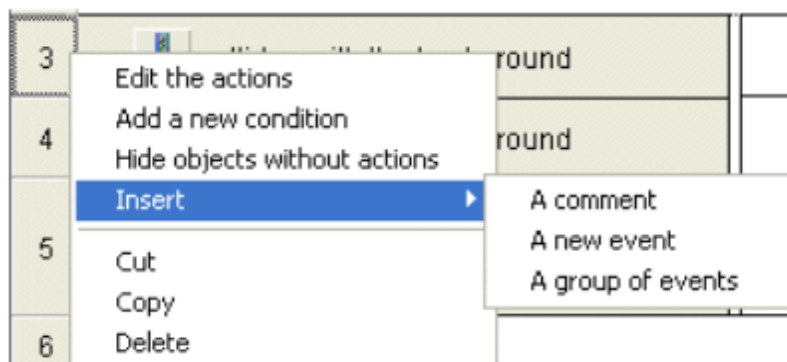 3 round
Edit the actions
Add a new condition
4 round
Hide objects without actions
Insert
A comment
A new event
A group of events
5
Cut
Copy
6 Delete